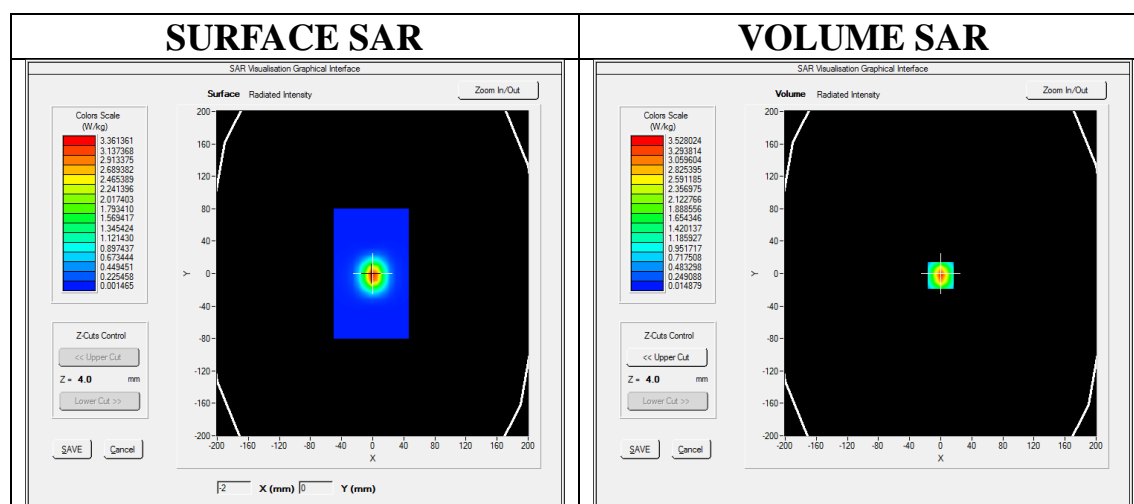 SURFACE SAR
VOLUME SAR
SAR Visualisation Graphical Interface
Surface Radiated Intensity
Zoom In/Out
Colors Scale
(W/kg)
3.361361
3.137368
2.913375
2.689382
2.465389
2.241396
2.017403
1.793410
1.569417
1.345424
1.121430
0.897437
0.673444
0.449451
0.225458
0.001465
Z-Cuts Control
<< Upper Cut
Z = 4.0 mm
Lower Cut >>
SAVE Cancel
200
160
120
80
40
0
-40
-80
-120
-160
-200
Y
-200 -160 -120 -80 -40 0 40 80 120 160 200
X
-2 X (mm) 0 Y (mm)
SAR Visualisation Graphical Interface
Volume Radiated Intensity
Zoom In/Out
Colors Scale
(W/kg)
3.528024
3.293814
3.059604
2.825395
2.591185
2.356975
2.122766
1.888556
1.654346
1.420137
1.185927
0.951717
0.717508
0.483298
0.249088
0.014879
Z-Cuts Control
<< Upper Cut
Z = 4.0 mm
Lower Cut >>
SAVE Cancel
200
160
120
80
40
0
-40
-80
-120
-160
-200
Y
-200 -160 -120 -80 -40 0 40 80 120 160 200
X